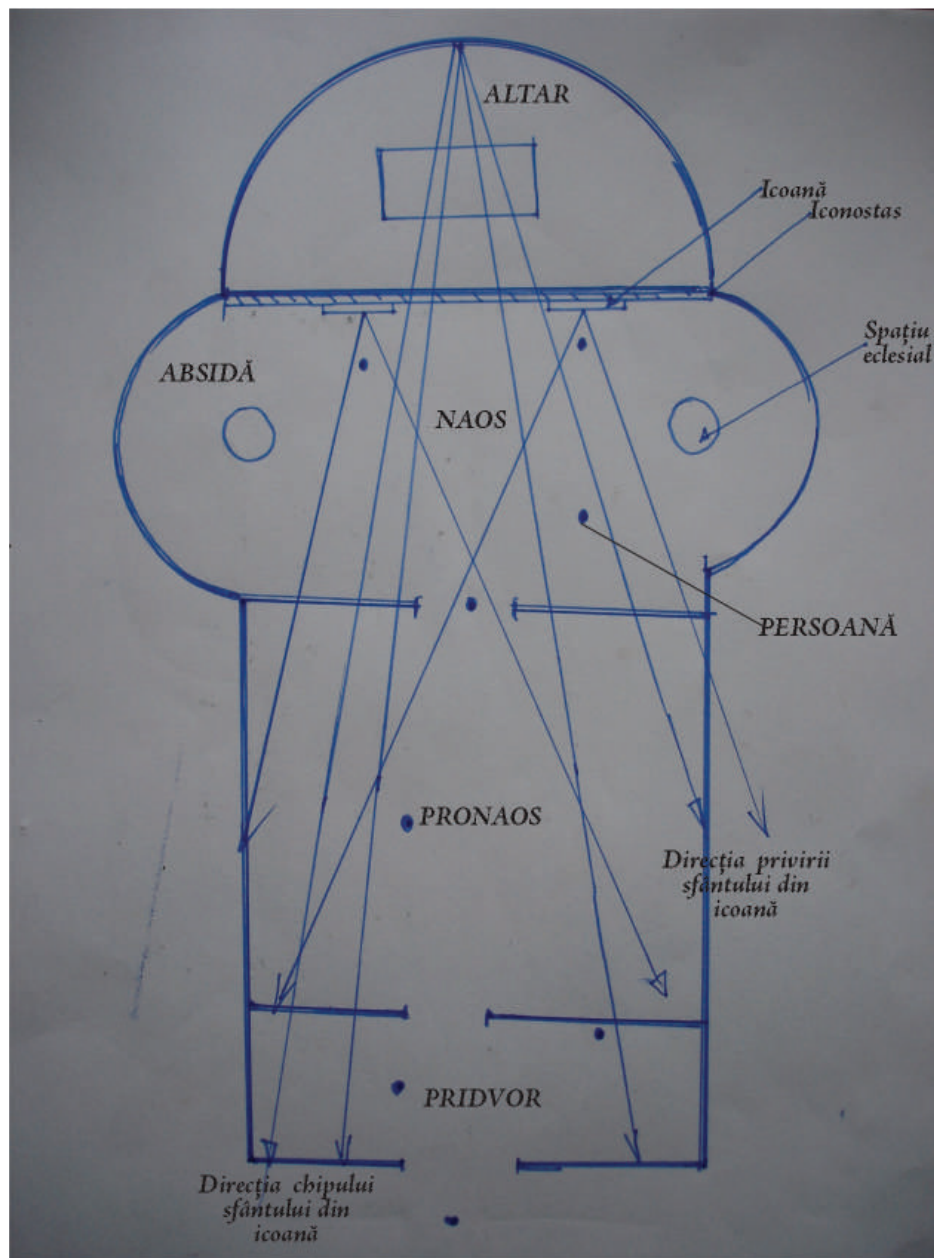 ALTAR
Icoană
Iconostas
Spațiu
eclesial
ABSIDĂ
NAOS
PERSOANĂ
PRONAOS
Direcția privirii
sfântului din
icoană
PRIDVOR
Direcția chipului
sfântului din
icoană